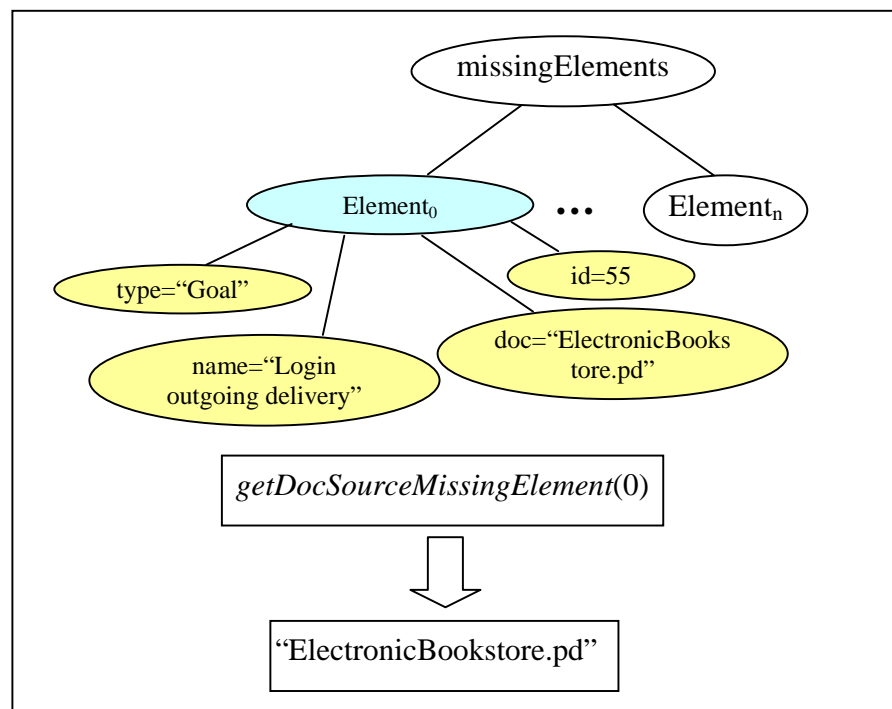 missingElements
Element0
...
Elementn
type=“Goal”
id=55
name=“Login
outgoing delivery”
doc=“ElectronicBooks
tore.pd”
getDocSourceMissingElement(0)
“ElectronicBookstore.pd”